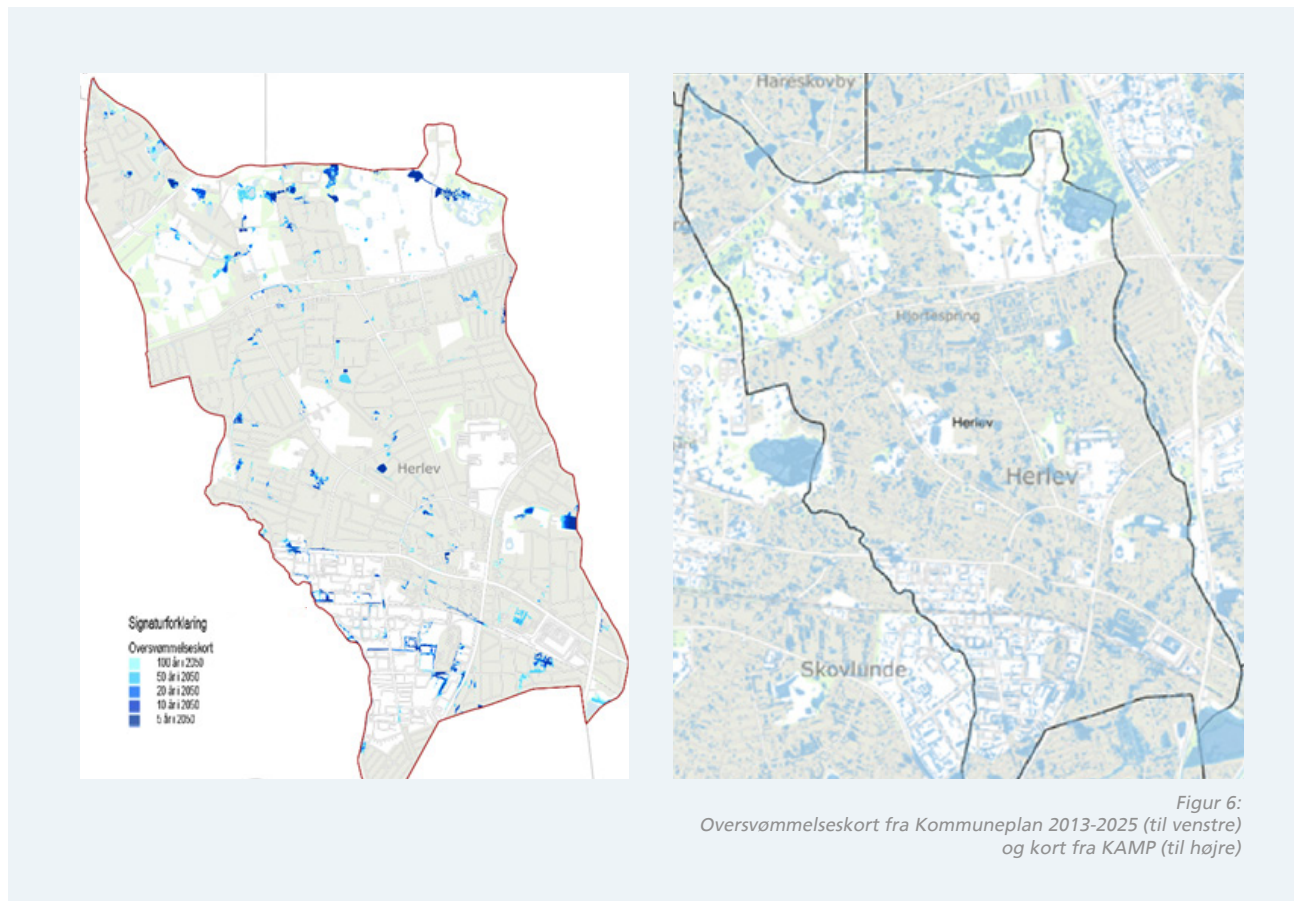 Herlev
Signaturforklaring
Oversvømmelseskort
100 år i 2050
50 år i 2050
20 år i 2050
10 år i 2050
5 år i 2050
Hareskovby
Hjortespring
Herlev
Herlev
Skovlunde
Figur 6:
Oversvømmelseskort fra Kommuneplan 2013-2025 (til venstre)
og kort fra KAMP (til højre)